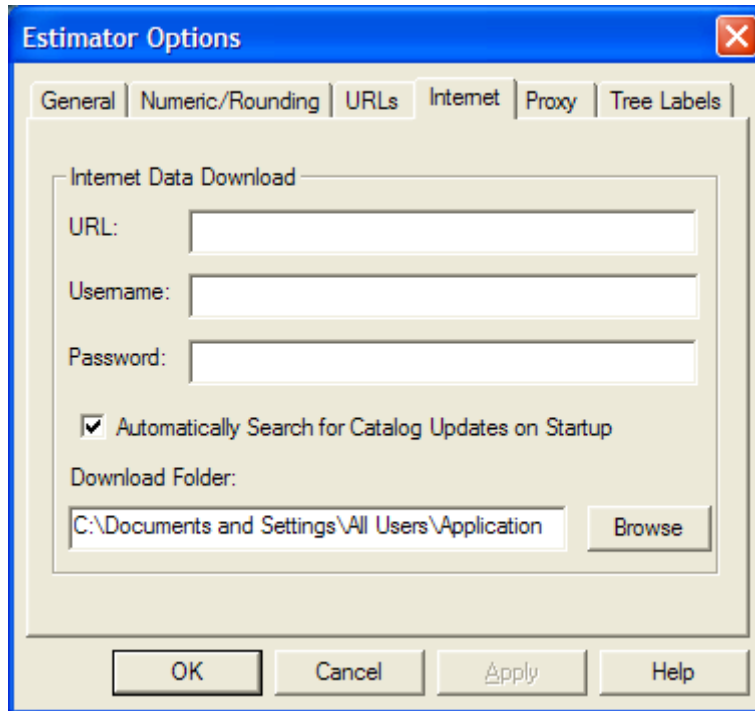 Estimator Options
General Numeric/Rounding URLs Internet Proxy Tree Labels
Internet Data Download
URL:
Username:
Password:
Automatically Search for Catalog Updates on Startup
Download Folder:
C:\Documents and Settings\All Users\Application Browse
OK Cancel Apply Help